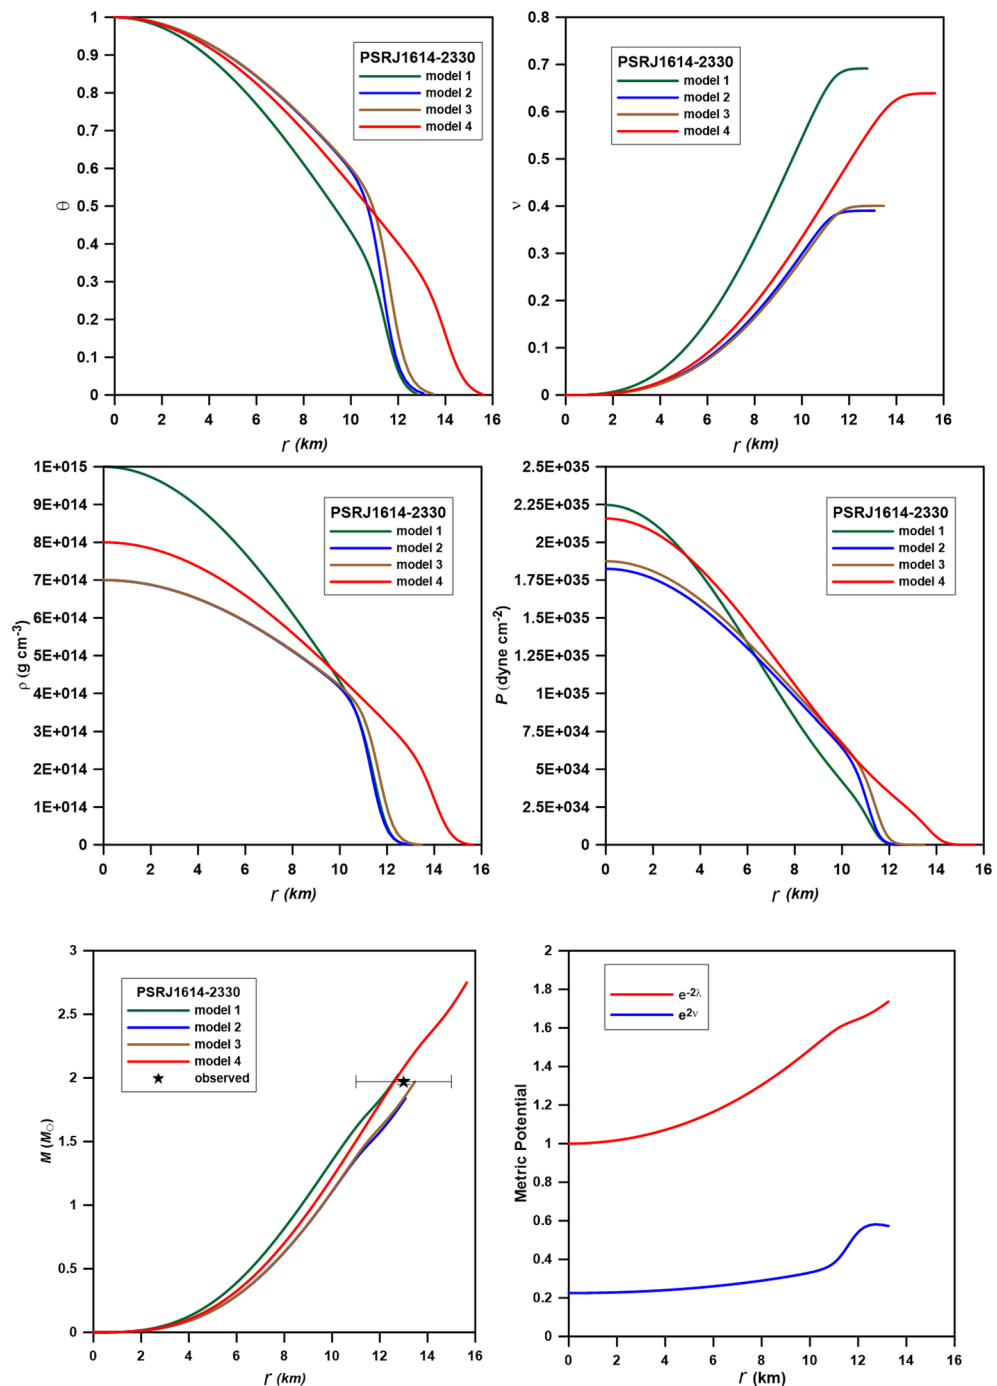 1
0.9
0.8
0.7
0.6
0.5
0.4
0.3
0.2
0.1
0
θ
0 2 4 6 8 10 12 14 16
r (km)
PSRJ1614-2330
model 1
model 2
model 3
model 4
0.8
0.7
0.6
0.5
0.4
0.3
0.2
0.1
0
ν
0 2 4 6 8 10 12 14 16
r (km)
PSRJ1614-2330
model 1
model 2
model 3
model 4
1E+015
9E+014
8E+014
7E+014
6E+014
5E+014
4E+014
3E+014
2E+014
1E+014
0
ρ (g cm⁻³)
0 2 4 6 8 10 12 14 16
r (km)
PSRJ1614-2330
model 1
model 2
model 3
model 4
2.5E+035
2.25E+035
2E+035
1.75E+035
1.5E+035
1.25E+035
1E+035
7.5E+034
5E+034
2.5E+034
0
P (dyne cm⁻²)
0 2 4 6 8 10 12 14 16
r (km)
PSRJ1614-2330
model 1
model 2
model 3
model 4
3
2.5
2
1.5
1
0.5
0
M (M☉)
0 2 4 6 8 10 12 14 16
r (km)
PSRJ1614-2330
model 1
model 2
model 3
model 4
observed
2
1.8
1.6
1.4
1.2
1
0.8
0.6
0.4
0.2
0
Metric Potential
0 2 4 6 8 10 12 14 16
r (km)
e⁻²λ
e²ν